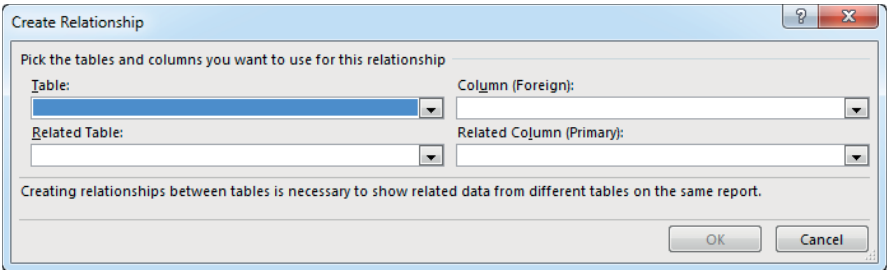 Create Relationship
?
Pick the tables and columns you want to use for this relationship
Table:
Column (Foreign):
Related Table:
Related Column (Primary):
Creating relationships between tables is necessary to show related data from different tables on the same report.
OK
Cancel